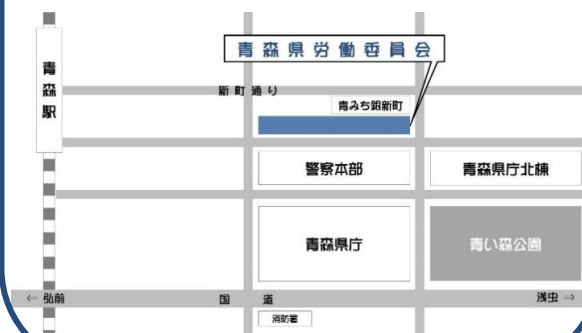 青森県労働委員会
青森駅
新町通り
青みち銀新町
警察本部
青森県庁北棟
青森県庁
青い森公園
← 弘前
国道
浅虫 ⇒
消防署